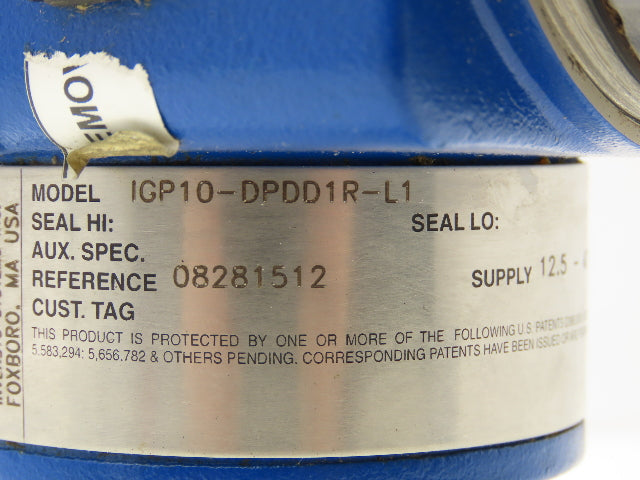 MODEL IGP10-DPDD1R-L1
SEAL HI: SEAL LO:
AUX. SPEC.
REFERENCE 08281512 SUPPLY 12.5 -
CUST. TAG
THIS PRODUCT IS PROTECTED BY ONE OR MORE OF THE FOLLOWING U.S. PATENTS
5.583,294: 5,656.782 & OTHERS PENDING. CORRESPONDING PATENTS HAVE BEEN ISSUED OR
FOXBORO, MA USA
EMO